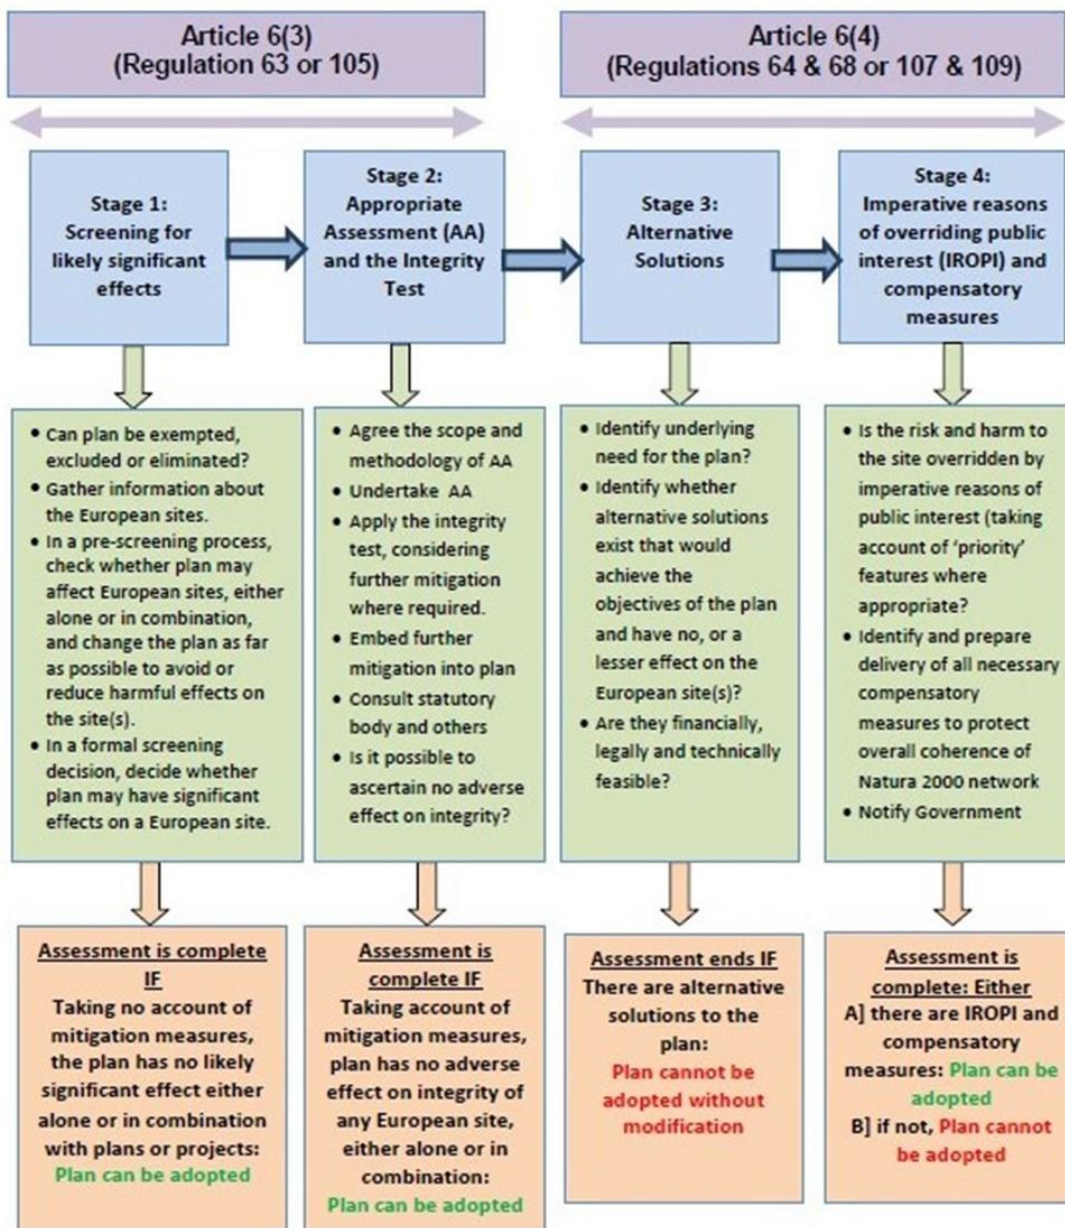 Article 6(3)
(Regulation 63 or 105)
Article 6(4)
(Regulations 64 & 68 or 107 & 109)
Stage 1:
Screening for
likely significant
effects
Stage 2:
Appropriate
Assessment (AA)
and the Integrity
Test
Stage 3:
Alternative
Solutions
Stage 4:
Imperative reasons
of overriding public
interest (IROPI) and
compensatory
measures
• Can plan be exempted,
excluded or eliminated?
• Gather information about
the European sites.
• In a pre-screening process,
check whether plan may
affect European sites, either
alone or in combination,
and change the plan as far
as possible to avoid or
reduce harmful effects on
the site(s).
• In a formal screening
decision, decide whether
plan may have significant
effects on a European site.
• Agree the scope and
methodology of AA
• Undertake AA
• Apply the integrity
test, considering
further mitigation
where required.
• Embed further
mitigation into plan
• Consult statutory
body and others
• Is it possible to
ascertain no adverse
effect on integrity?
• Identify underlying
need for the plan?
• Identify whether
alternative solutions
exist that would
achieve the
objectives of the plan
and have no, or a
lesser effect on the
European site(s)?
• Are they financially,
legally and technically
feasible?
• Is the risk and harm to
the site overridden by
imperative reasons of
public interest (taking
account of ‘priority’
features where
appropriate?
• Identify and prepare
delivery of all necessary
compensatory
measures to protect
overall coherence of
Natura 2000 network
• Notify Government
Assessment is complete
IF
Taking no account of
mitigation measures,
the plan has no likely
significant effect either
alone or in combination
with plans or projects:
Plan can be adopted
Assessment is
complete IF
Taking account of
mitigation measures,
plan has no adverse
effect on integrity of
any European site,
either alone or in
combination:
Plan can be adopted
Assessment ends IF
There are alternative
solutions to the
plan:
Plan cannot be
adopted without
modification
Assessment is
complete: Either
A] there are IROPI and
compensatory
measures: Plan can be
adopted
B] if not, Plan cannot
be adopted